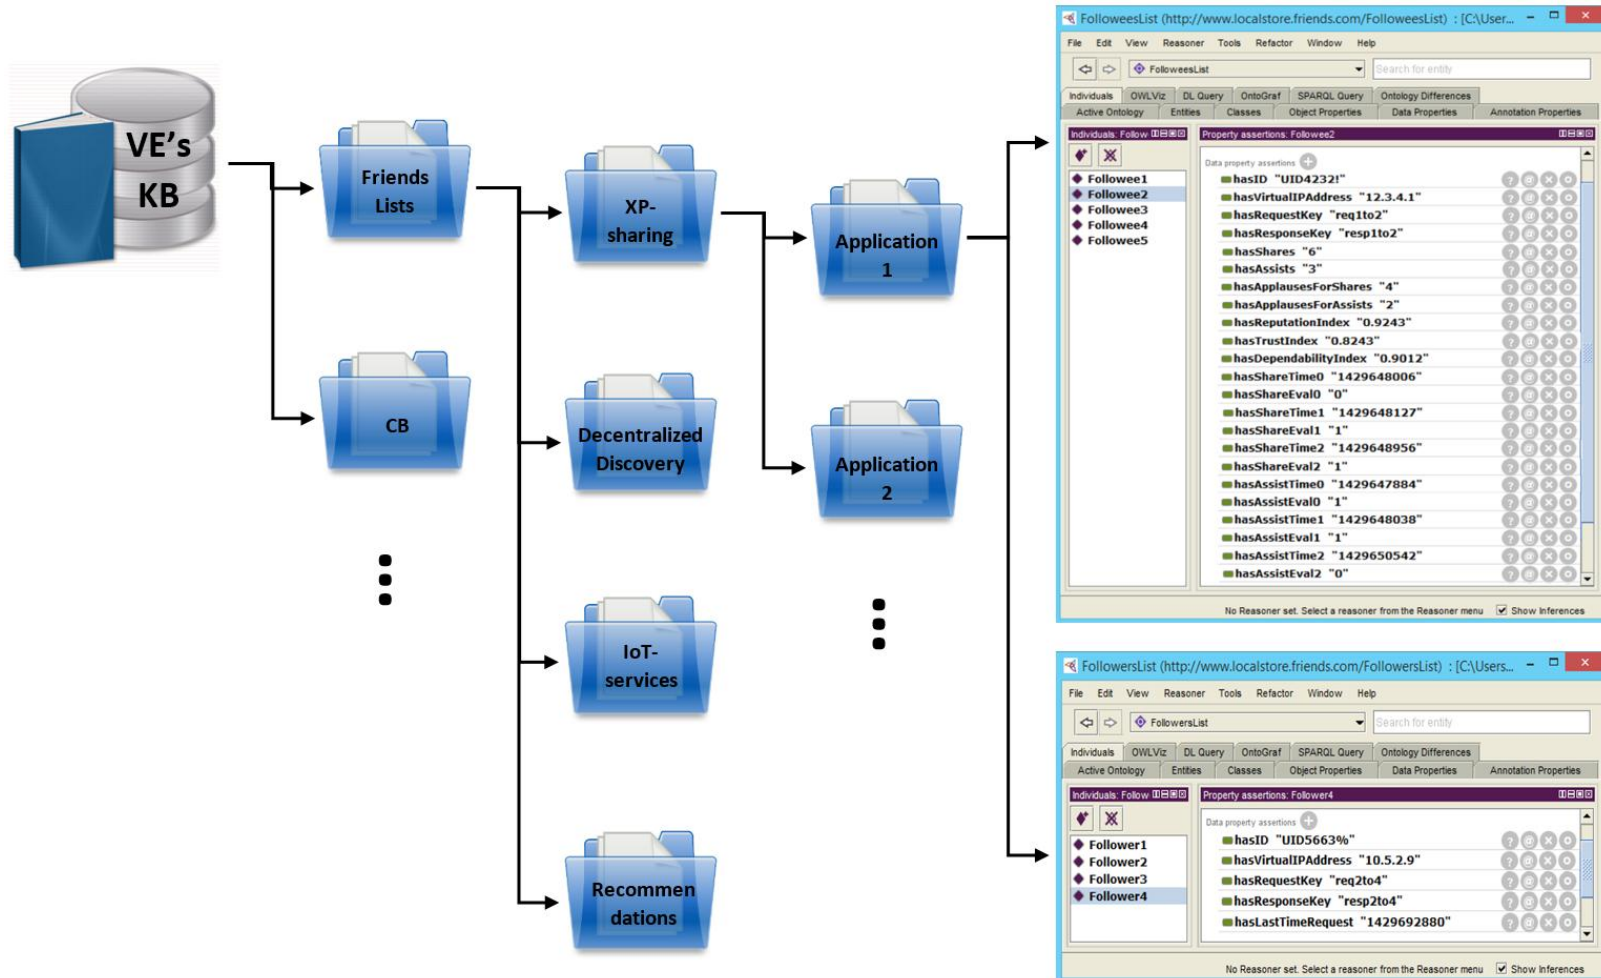 VE's
KB
Friends
Lists
CB
XP-
sharing
Decentralized
Discovery
IoT-
services
Recommen
dations
Application
1
Application
2
FolloweesList (http://www.localstore.friends.com/FolloweesList) : [C:\User...
File Edit View Reasoner Tools Refactor Window Help
FolloweesList
Search for entity
Individuals OWLViz DL Query OntoGraf SPARQL Query Ontology Differences
Active Ontology Entities Classes Object Properties Data Properties Annotation Properties
Individuals: Follow
Followee1
Followee2
Followee3
Followee4
Followee5
Property assertions: Followee2
Data property assertions
hasID "UID4232!"
hasVirtualIPAddress "12.3.4.1"
hasRequestKey "req1to2"
hasResponseKey "resp1to2"
hasShares "6"
hasAssists "3"
hasApplausesForShares "4"
hasApplausesForAssists "2"
hasReputationIndex "0.9243"
hasTrustIndex "0.8243"
hasDependabilityIndex "0.9012"
hasShareTime0 "1429648006"
hasShareEval0 "0"
hasShareTime1 "1429648127"
hasShareEval1 "1"
hasShareTime2 "1429648956"
hasShareEval2 "1"
hasAssistTime0 "1429647884"
hasAssistEval0 "1"
hasAssistTime1 "1429648038"
hasAssistEval1 "1"
hasAssistTime2 "1429650542"
hasAssistEval2 "0"
No Reasoner set. Select a reasoner from the Reasoner menu Show Inferences
FollowersList (http://www.localstore.friends.com/FollowersList) : [C:\Users...
File Edit View Reasoner Tools Refactor Window Help
FollowersList
Search for entity
Individuals OWLViz DL Query OntoGraf SPARQL Query Ontology Differences
Active Ontology Entities Classes Object Properties Data Properties Annotation Properties
Individuals: Follow
Follower1
Follower2
Follower3
Follower4
Property assertions: Follower4
Data property assertions
hasID "UID5663%"
hasVirtualIPAddress "10.5.2.9"
hasRequestKey "req2to4"
hasResponseKey "resp2to4"
hasLastTimeRequest "1429692880"
No Reasoner set. Select a reasoner from the Reasoner menu Show Inferences